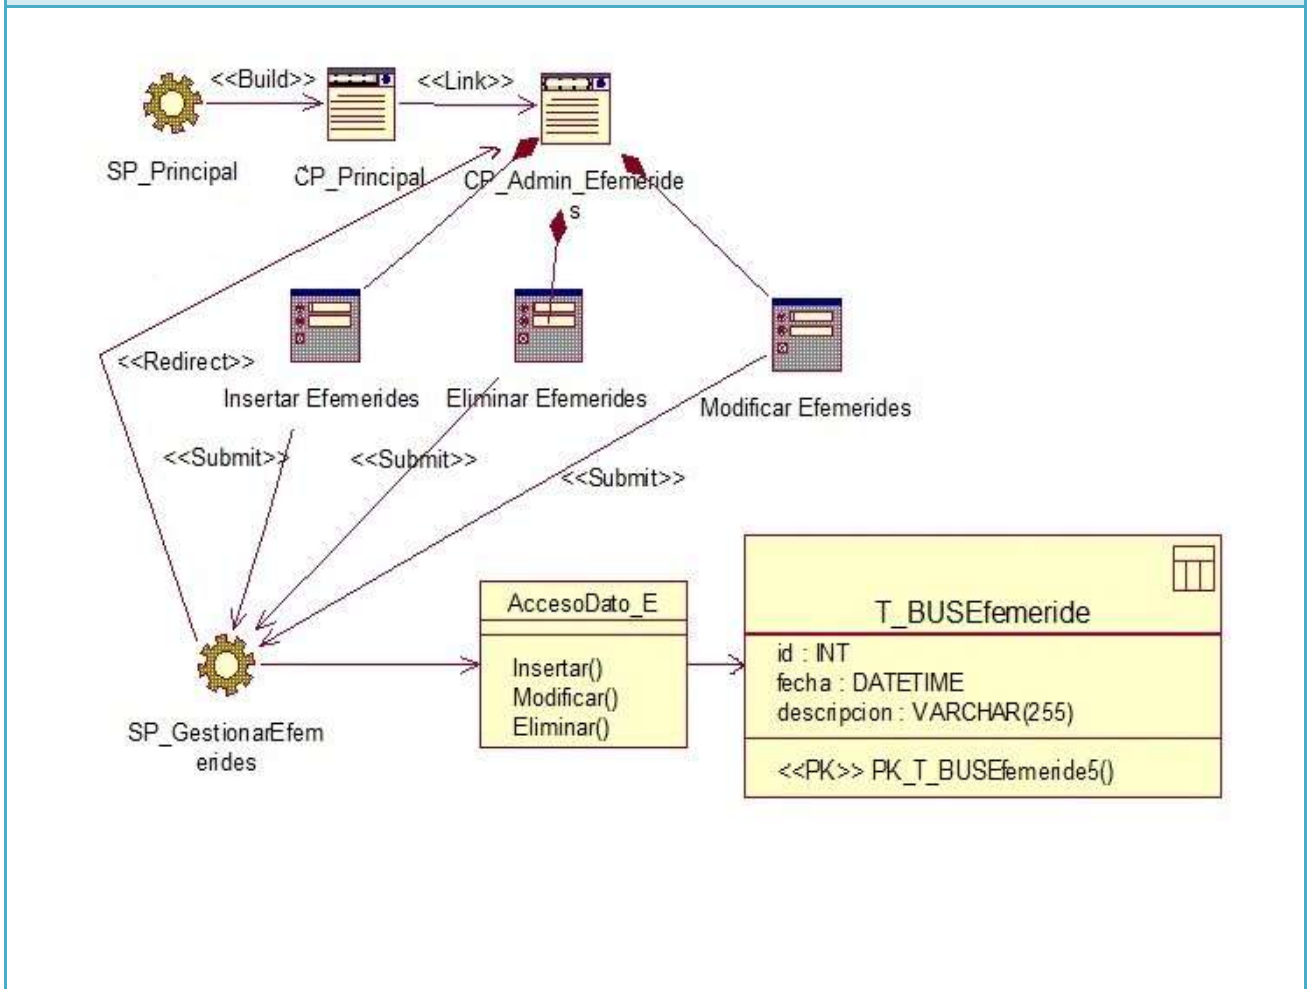 <<Build>>
<<Link>>
SP_Principal
CP_Principal
CP_Admin_Efemeride
s
<<Redirect>>
Insertar Efemerides
Eliminar Efemerides
Modificar Efemerides
<<Submit>>
<<Submit>>
<<Submit>>
AccesoDato_E
Insertar()
Modificar()
Eliminar()
T_BUSEfemeride
id : INT
fecha : DATETIME
descripcion : VARCHAR(255)
<<PK>> PK_T_BUSEfemeride5()
SP_GestionarEfem
erides